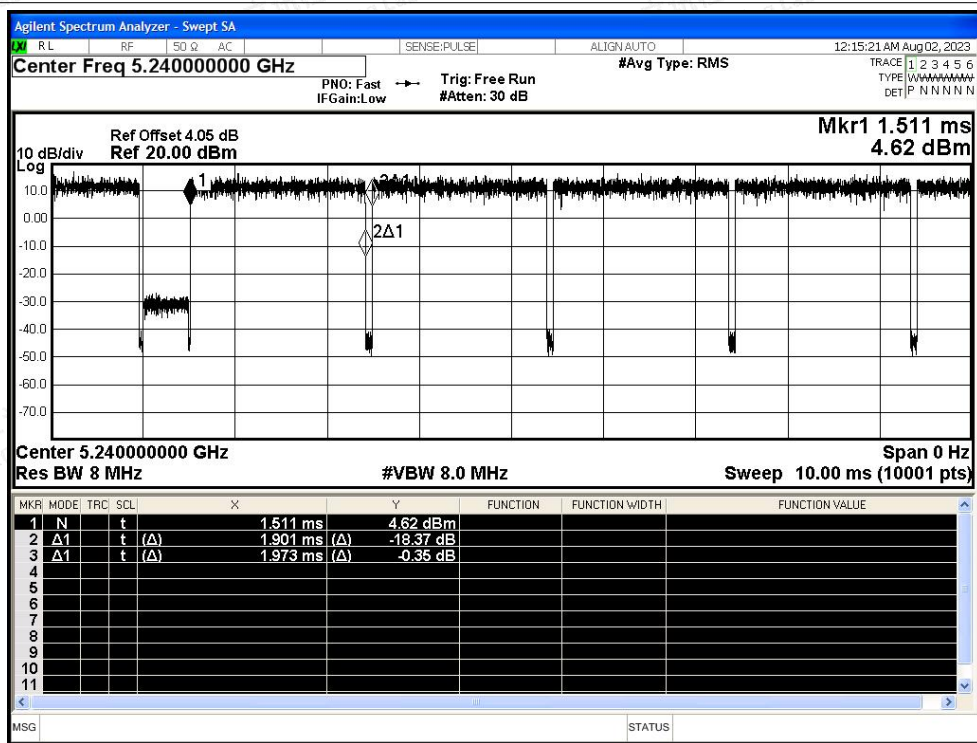 Agilent Spectrum Analyzer - Swept SA
LXI RL RF 50 Ω AC SENSE:PULSE ALIGN AUTO 12:15:21 AM Aug 02, 2023
Center Freq 5.240000000 GHz #Avg Type: RMS TRACE 1 2 3 4 5 6
PNO: Fast Trig: Free Run TYPE WWWWWW
IFGain:Low #Atten: 30 dB DET P N N N N N
Mkr1 1.511 ms
Ref Offset 4.05 dB
10 dB/div Ref 20.00 dBm 4.62 dBm
Log
10.0
0.00
-10.0
-20.0
-30.0
-40.0
-50.0
-60.0
-70.0
1
2Δ1
Center 5.240000000 GHz Span 0 Hz
Res BW 8 MHz #VBW 8.0 MHz Sweep 10.00 ms (10001 pts)
MKR MODE TRC SCL X Y FUNCTION FUNCTION WIDTH FUNCTION VALUE
1 N t 1.511 ms 4.62 dBm
2 Δ1 t (Δ) 1.901 ms (Δ) -18.37 dB
3 Δ1 t (Δ) 1.973 ms (Δ) -0.35 dB
4
5
6
7
8
9
10
11
MSG STATUS